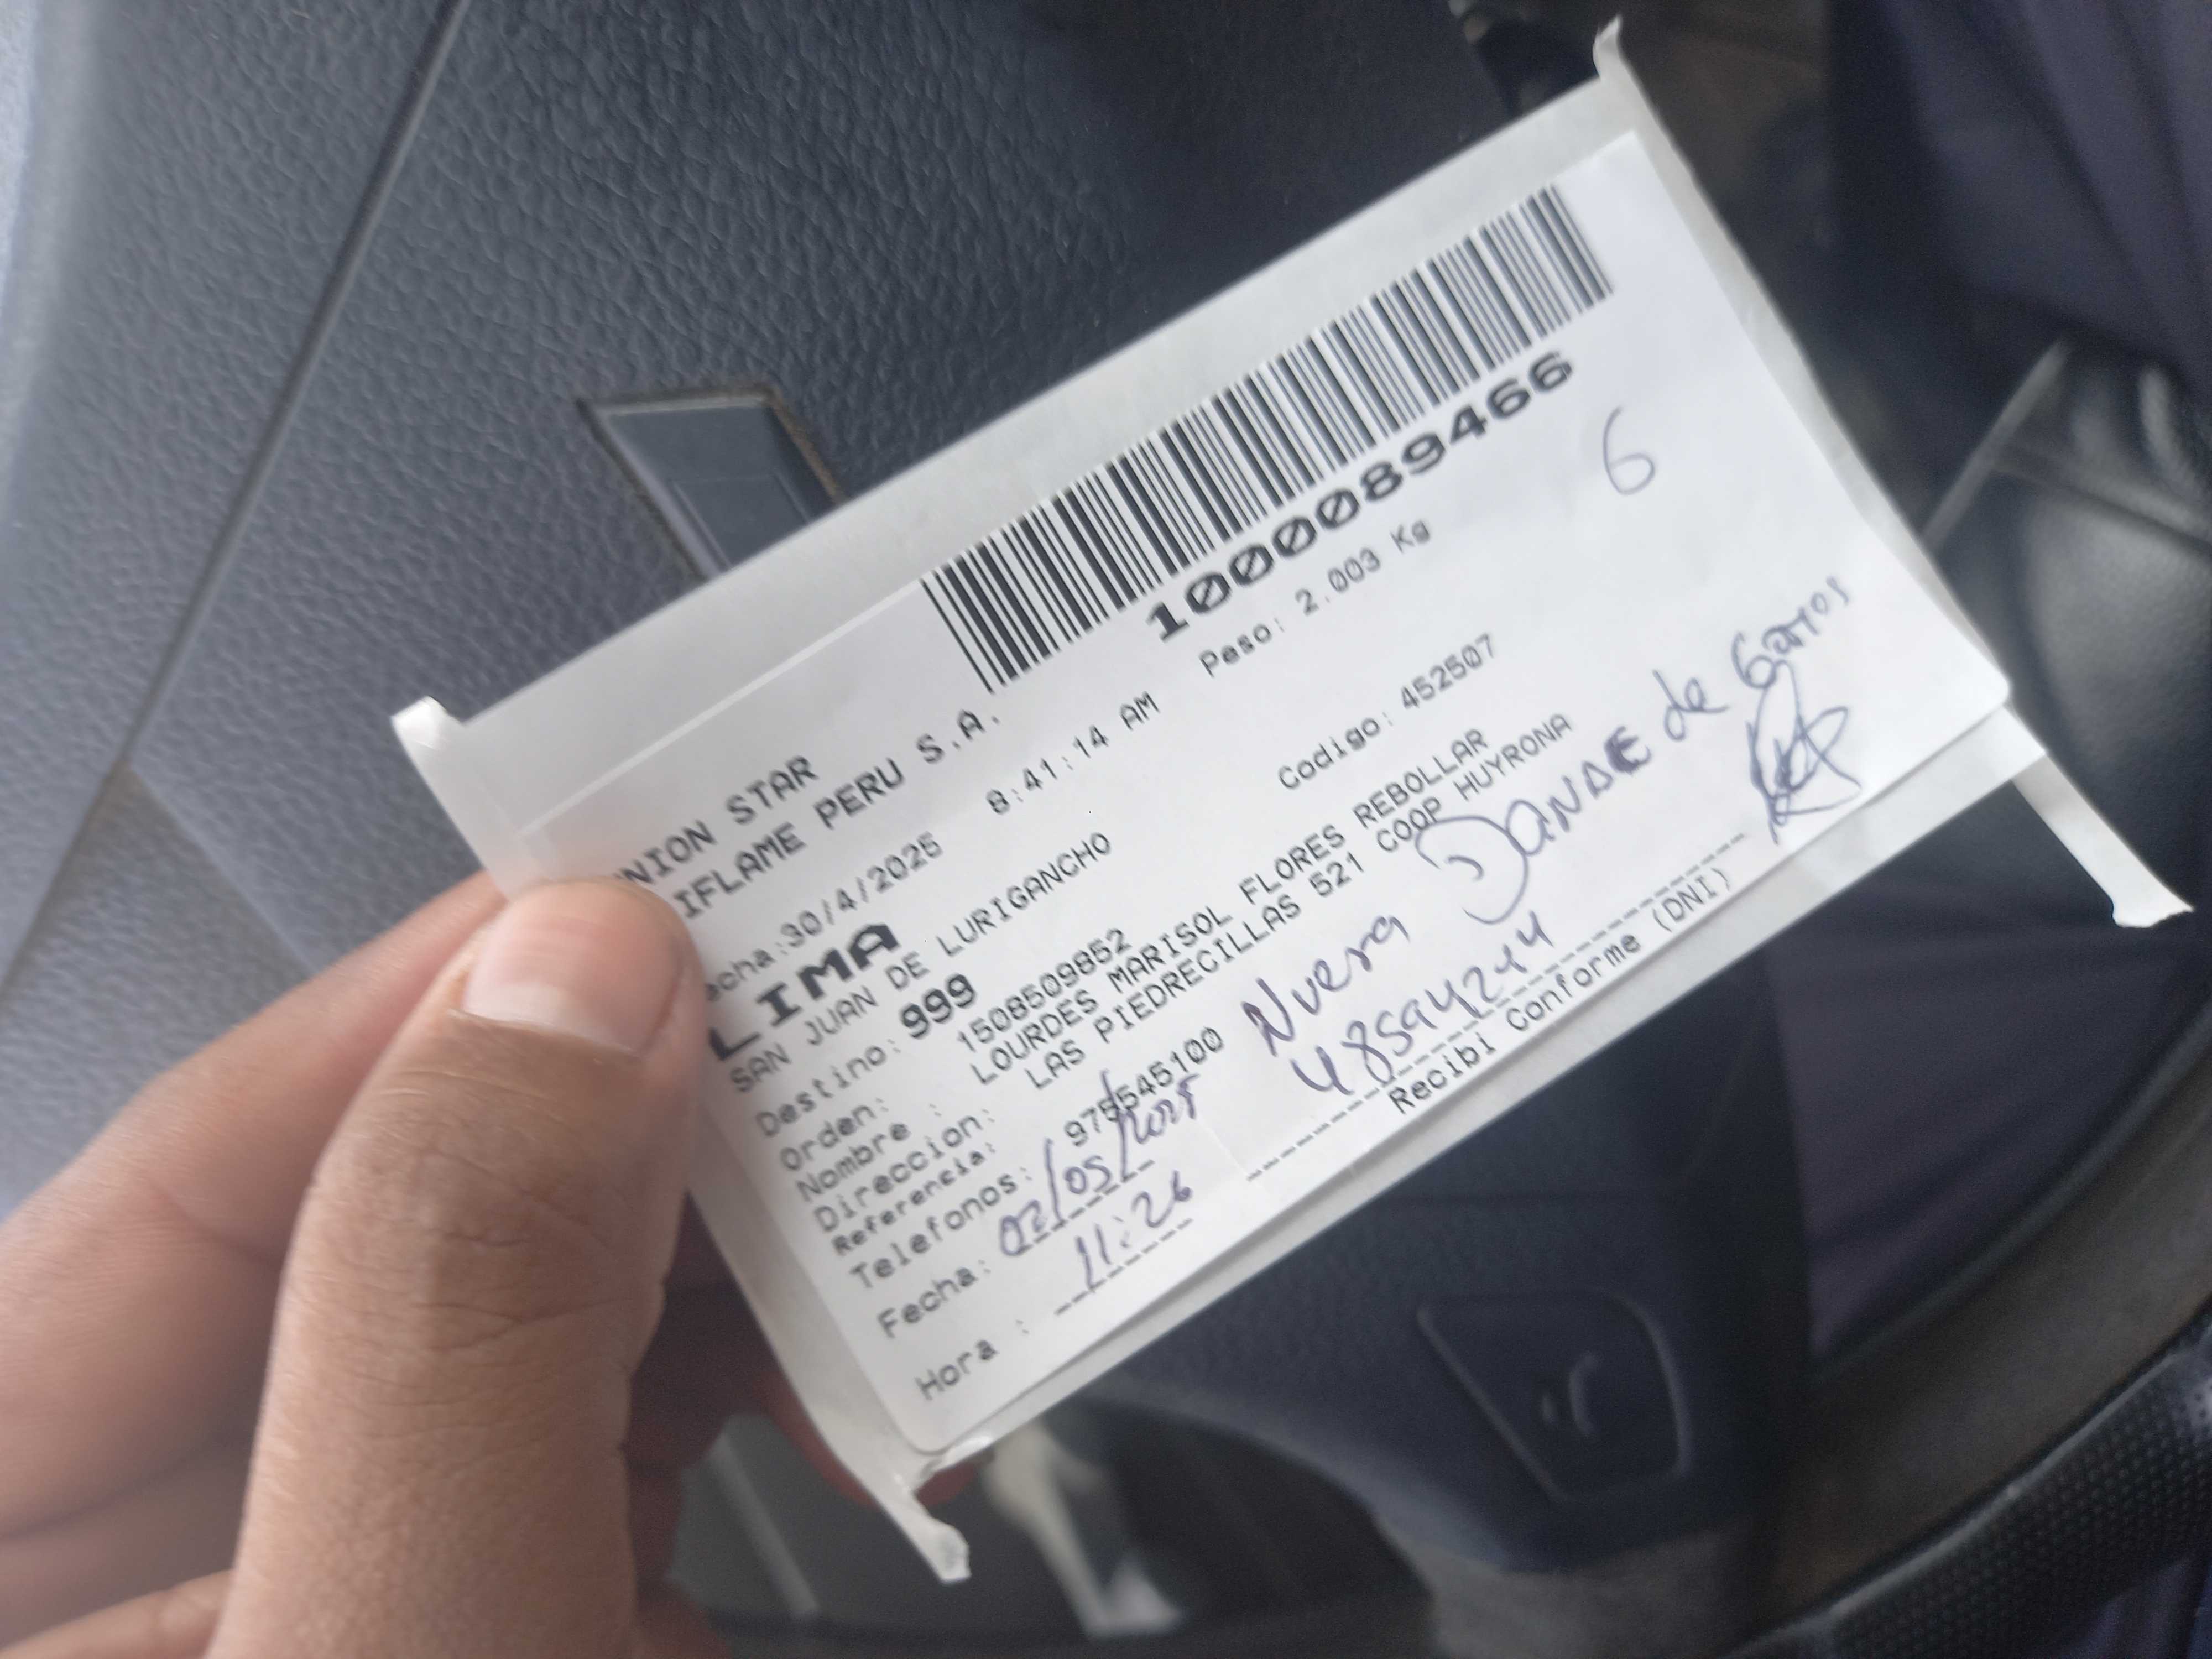 NION STAR
IFLAME PERU S.A.
1000089466
echa:30/4/2025 8:41:14 AM Peso: 2.003 Kg
6
LIMA
SAN JUAN DE LURIGANCHO
Destino: 999 Codigo: 452507
Orden: 1508509852
Nombre : LOURDES MARISOL FLORES REBOLLAR
Direccion: LAS PIEDRECILLAS 521 COOP HUYRONA
Referencia:
Telefonos: 975545100
Nuera
de
Fecha: 02/05/2025
48594244
Hora : 11:26
Recibi Conforme (DNI)